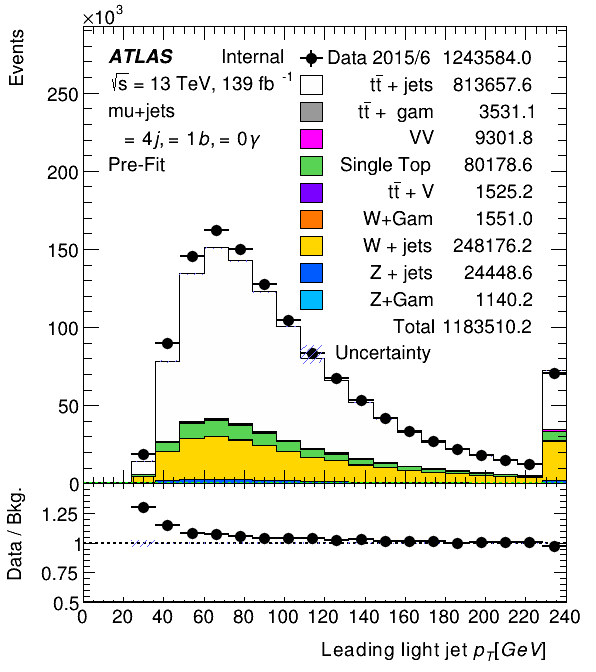 ×10³
Events
ATLAS Internal
√s = 13 TeV, 139 fb⁻¹
mu+jets
= 4j, = 1b, = 0γ
Pre-Fit
Data 2015/6 1243584.0
tt̅ + jets 813657.6
tt̅ + gam 3531.1
VV 9301.8
Single Top 80178.6
tt̅ + V 1525.2
W+Gam 1551.0
W + jets 248176.2
Z + jets 24448.6
Z+Gam 1140.2
Total 1183510.2
Uncertainty
250
200
150
100
50
0
Data / Bkg.
1.25
1
0.75
0.5
0 20 40 60 80 100 120 140 160 180 200 220 240
Leading light jet p_T[GeV]